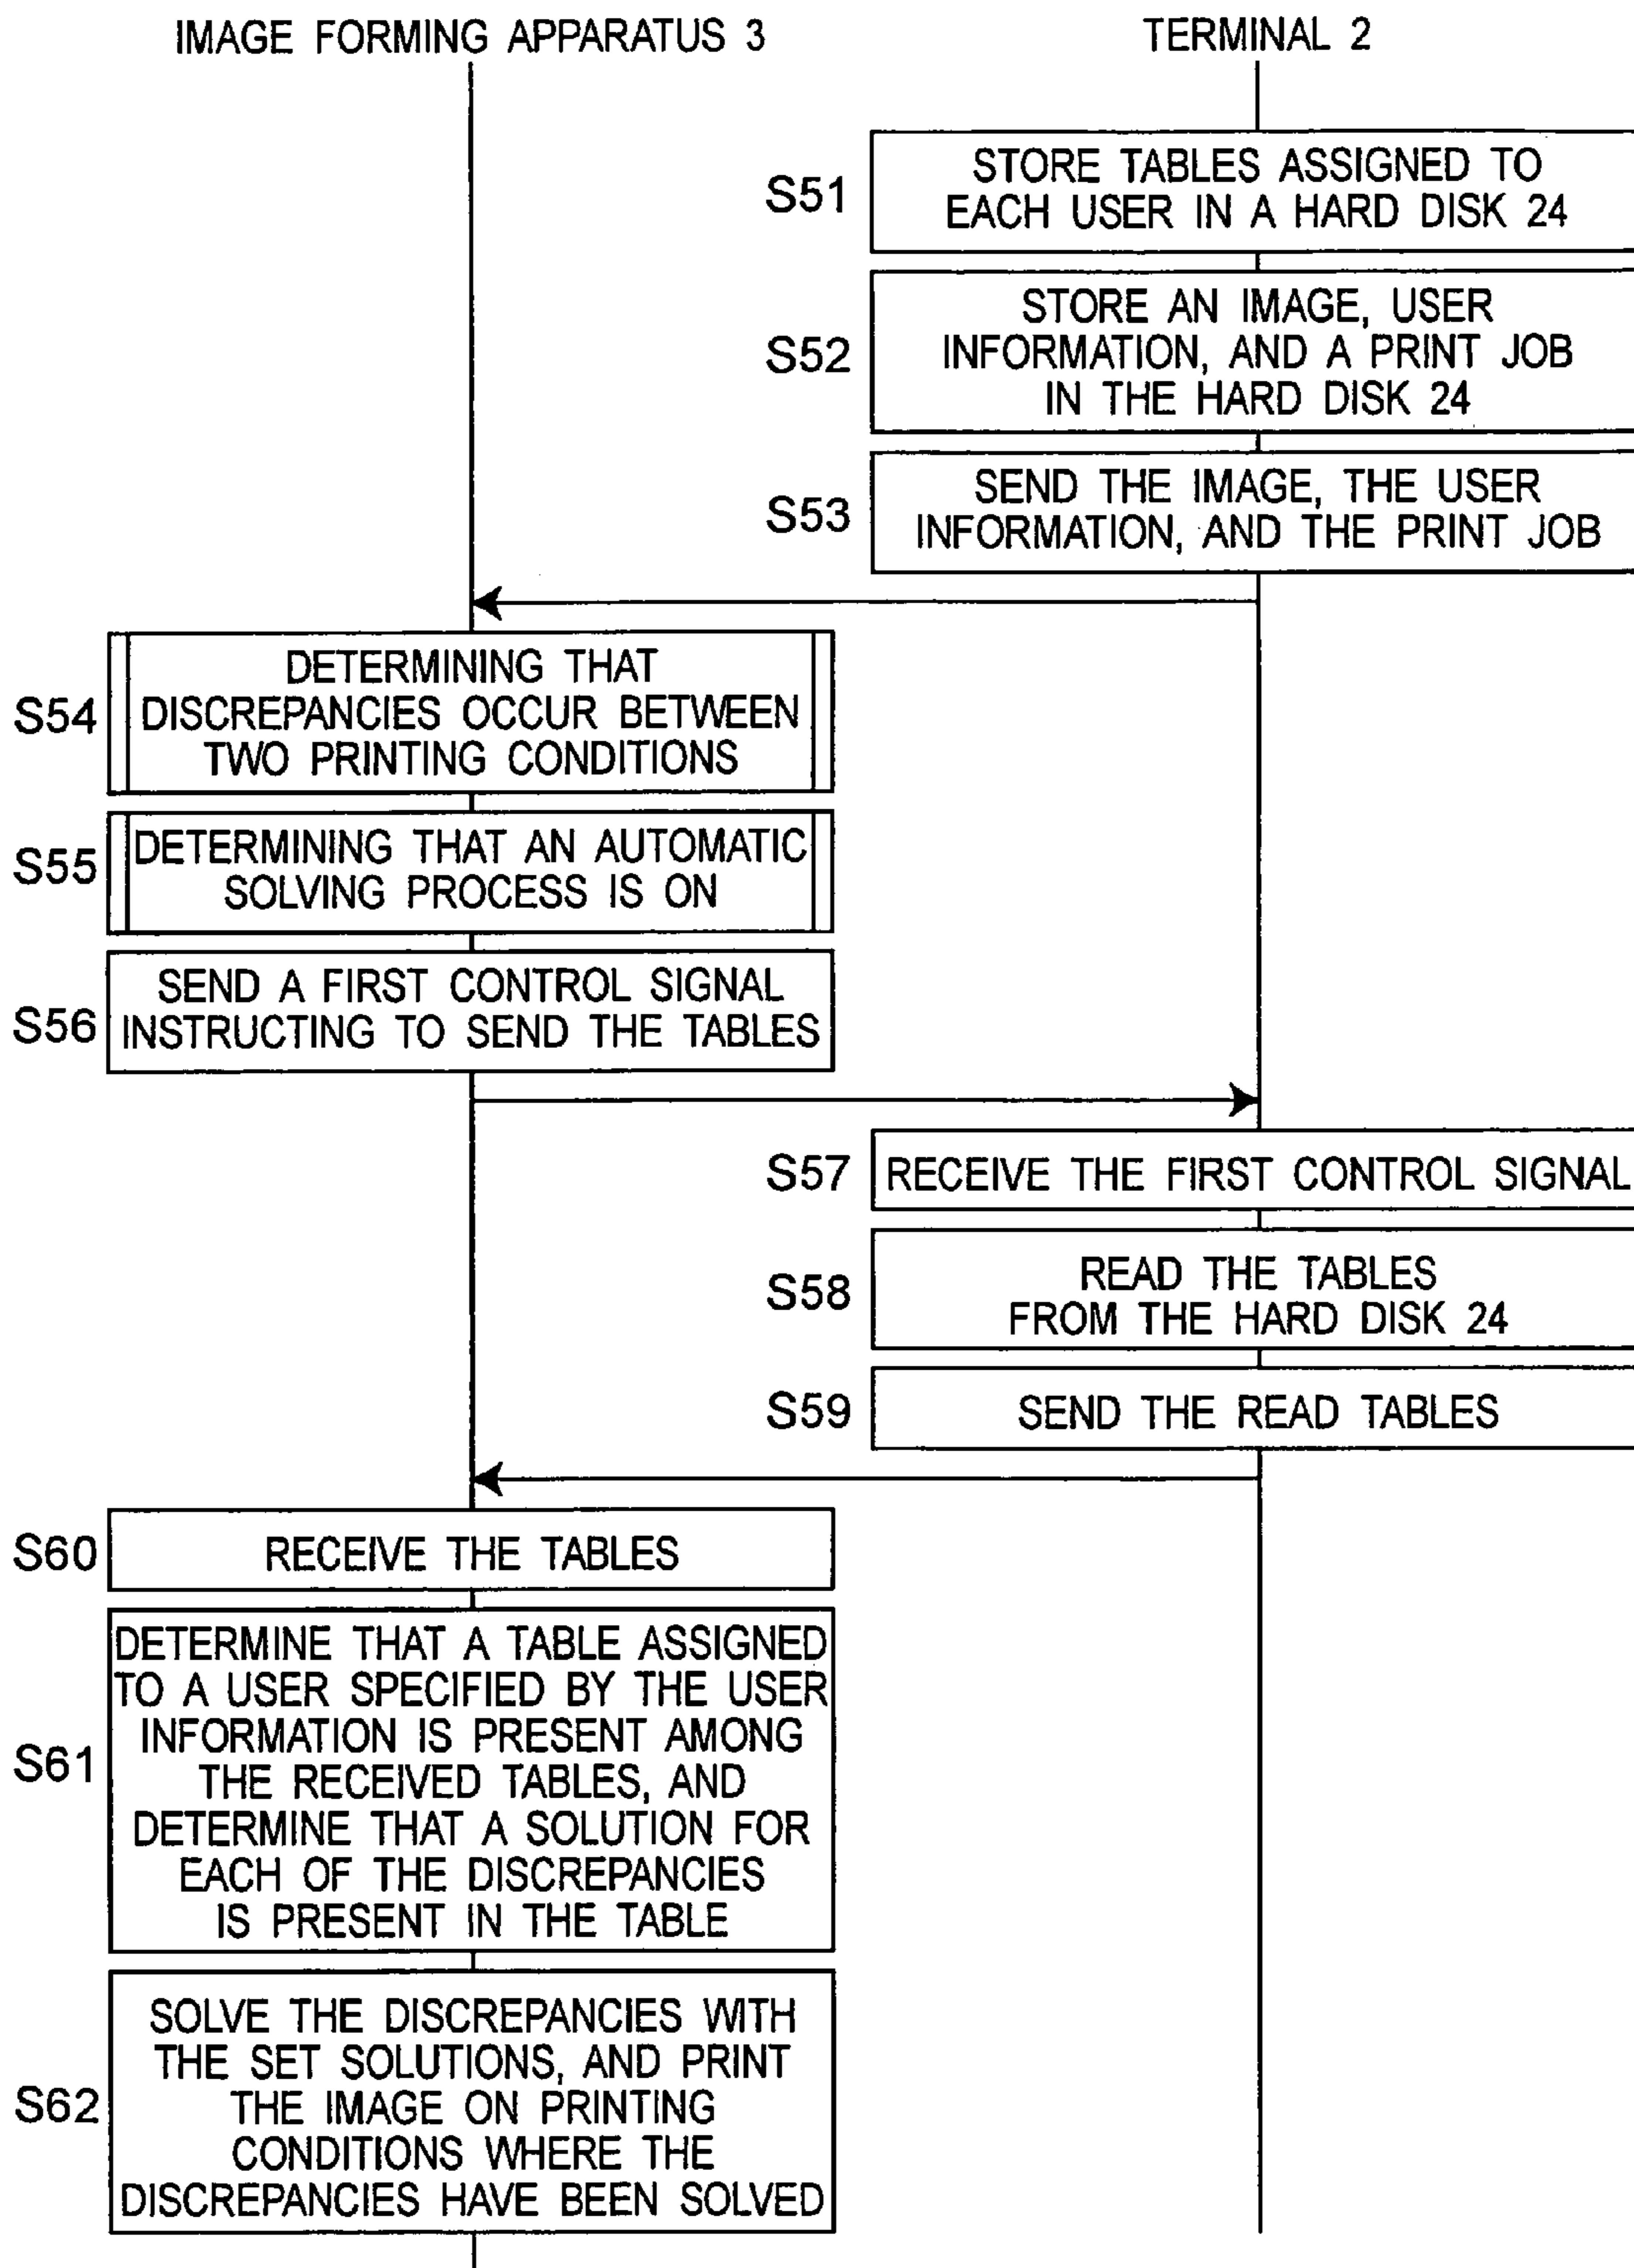 IMAGE FORMING APPARATUS 3
TERMINAL 2
S51
STORE TABLES ASSIGNED TO
EACH USER IN A HARD DISK 24
S52
STORE AN IMAGE, USER
INFORMATION, AND A PRINT JOB
IN THE HARD DISK 24
S53
SEND THE IMAGE, THE USER
INFORMATION, AND THE PRINT JOB
S54
DETERMINING THAT
DISCREPANCIES OCCUR BETWEEN
TWO PRINTING CONDITIONS
S55
DETERMINING THAT AN AUTOMATIC
SOLVING PROCESS IS ON
S56
SEND A FIRST CONTROL SIGNAL
INSTRUCTING TO SEND THE TABLES
S57
RECEIVE THE FIRST CONTROL SIGNAL
S58
READ THE TABLES
FROM THE HARD DISK 24
S59
SEND THE READ TABLES
S60
RECEIVE THE TABLES
S61
DETERMINE THAT A TABLE ASSIGNED
TO A USER SPECIFIED BY THE USER
INFORMATION IS PRESENT AMONG
THE RECEIVED TABLES, AND
DETERMINE THAT A SOLUTION FOR
EACH OF THE DISCREPANCIES
IS PRESENT IN THE TABLE
S62
SOLVE THE DISCREPANCIES WITH
THE SET SOLUTIONS, AND PRINT
THE IMAGE ON PRINTING
CONDITIONS WHERE THE
DISCREPANCIES HAVE BEEN SOLVED